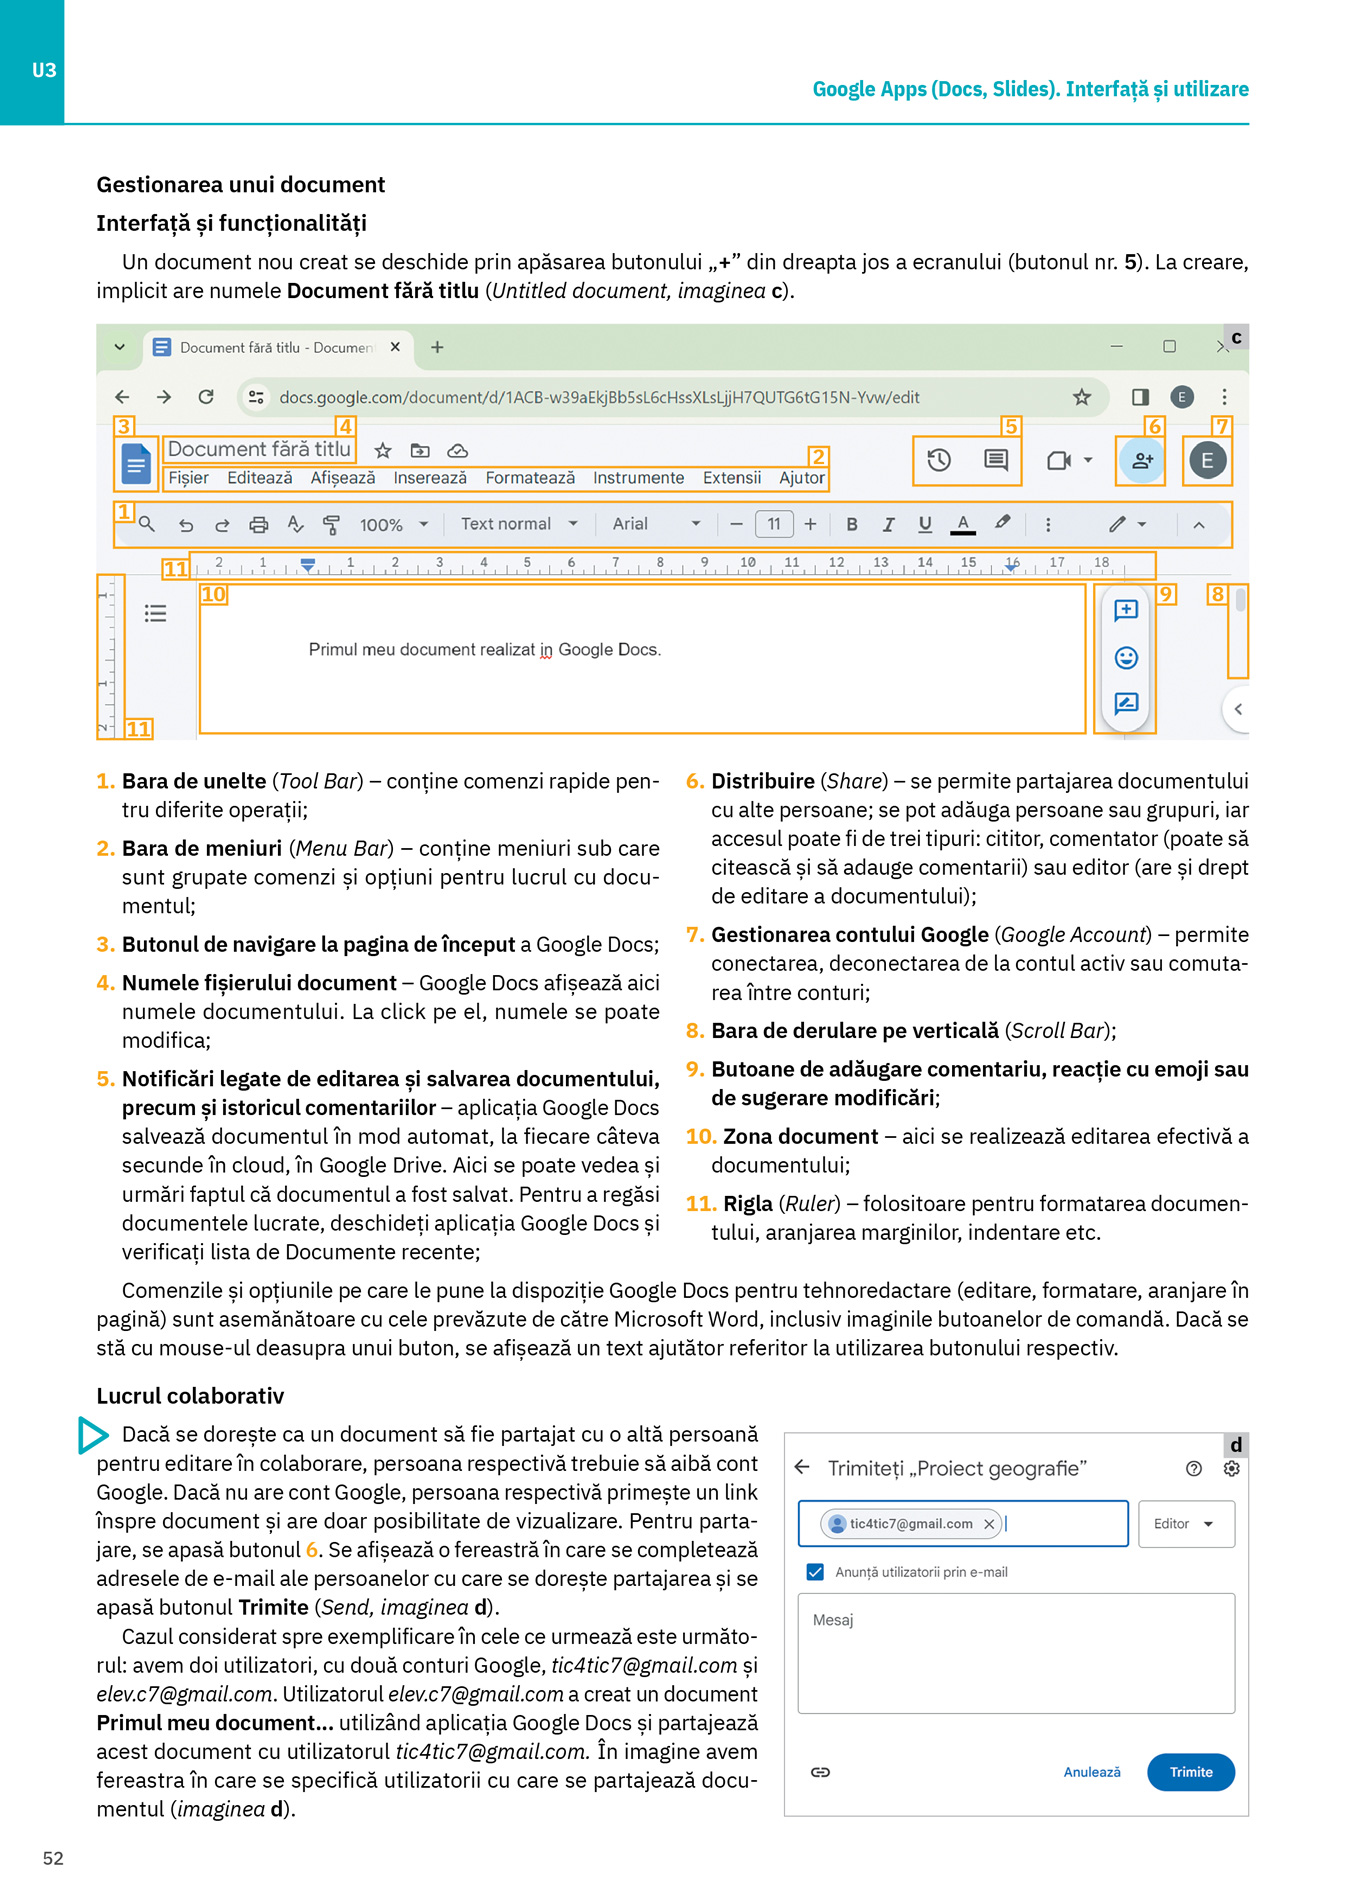 U3
Google Apps (Docs, Slides). Interfață și utilizare
Gestionarea unui document
Interfață și funcționalități
Un document nou creat se deschide prin apăsarea butonului „+” din dreapta jos a ecranului (butonul nr. 5). La creare,
implicit are numele Document fără titlu (Untitled document, imaginea c).
c
Document fără titlu - Documen
docs.google.com/document/d/1ACB-w39aEkjBb5sL6cHssXLsLjjH7QUTG6tG15N-Yvw/edit
E
3
4
5
6
7
Document fără titlu
2
E
Fișier Editează Afișează Inserează Formatează Instrumente Extensii Ajutor
1
100% Text normal Arial 11 B I U A
11
2 1 1 2 3 4 5 6 7 8 9 10 11 12 13 14 15 16 17 18
10
9
8
1
1
2
Primul meu document realizat in Google Docs.
11
1. Bara de unelte (Tool Bar) – conține comenzi rapide pen-
tru diferite operații;
2. Bara de meniuri (Menu Bar) – conține meniuri sub care
sunt grupate comenzi și opțiuni pentru lucrul cu docu-
mentul;
3. Butonul de navigare la pagina de început a Google Docs;
4. Numele fișierului document – Google Docs afișează aici
numele documentului. La click pe el, numele se poate
modifica;
5. Notificări legate de editarea și salvarea documentului,
precum și istoricul comentariilor – aplicația Google Docs
salvează documentul în mod automat, la fiecare câteva
secunde în cloud, în Google Drive. Aici se poate vedea și
urmări faptul că documentul a fost salvat. Pentru a regăsi
documentele lucrate, deschideți aplicația Google Docs și
verificați lista de Documente recente;
6. Distribuire (Share) – se permite partajarea documentului
cu alte persoane; se pot adăuga persoane sau grupuri, iar
accesul poate fi de trei tipuri: cititor, comentator (poate să
citească și să adauge comentarii) sau editor (are și drept
de editare a documentului);
7. Gestionarea contului Google (Google Account) – permite
conectarea, deconectarea de la contul activ sau comuta-
rea între conturi;
8. Bara de derulare pe verticală (Scroll Bar);
9. Butoane de adăugare comentariu, reacție cu emoji sau
de sugerare modificări;
10. Zona document – aici se realizează editarea efectivă a
documentului;
11. Rigla (Ruler) – folositoare pentru formatarea documen-
tului, aranjarea marginilor, indentare etc.
Comenzile și opțiunile pe care le pune la dispoziție Google Docs pentru tehnoredactare (editare, formatare, aranjare în
pagină) sunt asemănătoare cu cele prevăzute de către Microsoft Word, inclusiv imaginile butoanelor de comandă. Dacă se
stă cu mouse-ul deasupra unui buton, se afișează un text ajutător referitor la utilizarea butonului respectiv.
Lucrul colaborativ
Dacă se dorește ca un document să fie partajat cu o altă persoană
pentru editare în colaborare, persoana respectivă trebuie să aibă cont
Google. Dacă nu are cont Google, persoana respectivă primește un link
înspre document și are doar posibilitate de vizualizare. Pentru parta-
jare, se apasă butonul 6. Se afișează o fereastră în care se completează
adresele de e-mail ale persoanelor cu care se dorește partajarea și se
apasă butonul Trimite (Send, imaginea d).
Cazul considerat spre exemplificare în cele ce urmează este următo-
rul: avem doi utilizatori, cu două conturi Google, tic4tic7@gmail.com și
elev.c7@gmail.com. Utilizatorul elev.c7@gmail.com a creat un document
Primul meu document... utilizând aplicația Google Docs și partajează
acest document cu utilizatorul tic4tic7@gmail.com. În imagine avem
fereastra în care se specifică utilizatorii cu care se partajează docu-
mentul (imaginea d).
d
Trimiteți „Proiect geografie”
tic4tic7@gmail.com
Editor
Anunță utilizatorii prin e-mail
Mesaj
Anulează
Trimite
52